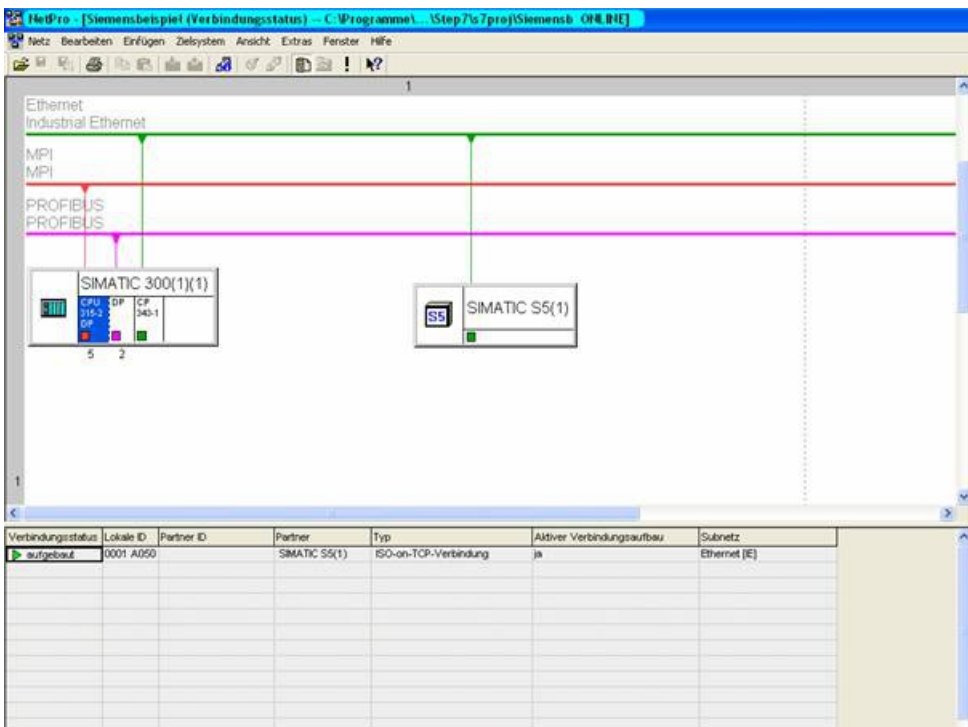 NetPro - [Siemensbeispiel (Verbindungsstatus) -- C:\Programme\...\Step7\s7proj\Siemensb ONLINE]
Netz Bearbeiten Einfügen Zielsystem Ansicht Extras Fenster Hilfe
1
Ethernet
Industrial Ethernet
MPI
MPI
PROFIBUS
PROFIBUS
SIMATIC 300(1)(1)
CPU 315-2 DP
DP
CP 343-1
5 2
S5
SIMATIC S5(1)
1
Verbindungsstatus Lokale ID Partner ID Partner Typ Aktiver Verbindungsaufbau Subnetz
aufgebaut 0001 A050 SIMATIC S5(1) ISO-on-TCP-Verbindung ja Ethernet [IE]